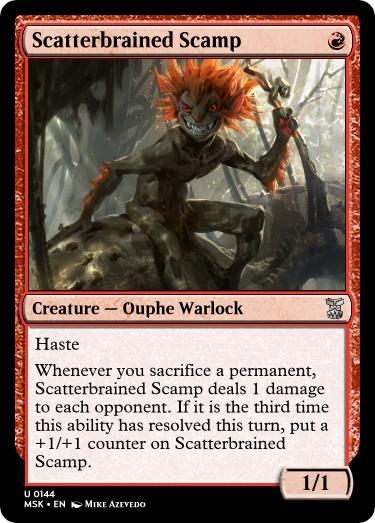 Scatterbrained Scamp
Creature — Ouphe Warlock
Haste
Whenever you sacrifice a permanent,
Scatterbrained Scamp deals 1 damage
to each opponent. If it is the third time
this ability has resolved this turn, put a
+1/+1 counter on Scatterbrained
Scamp.
1/1
U 0144
MSK • EN Mike Azevedo